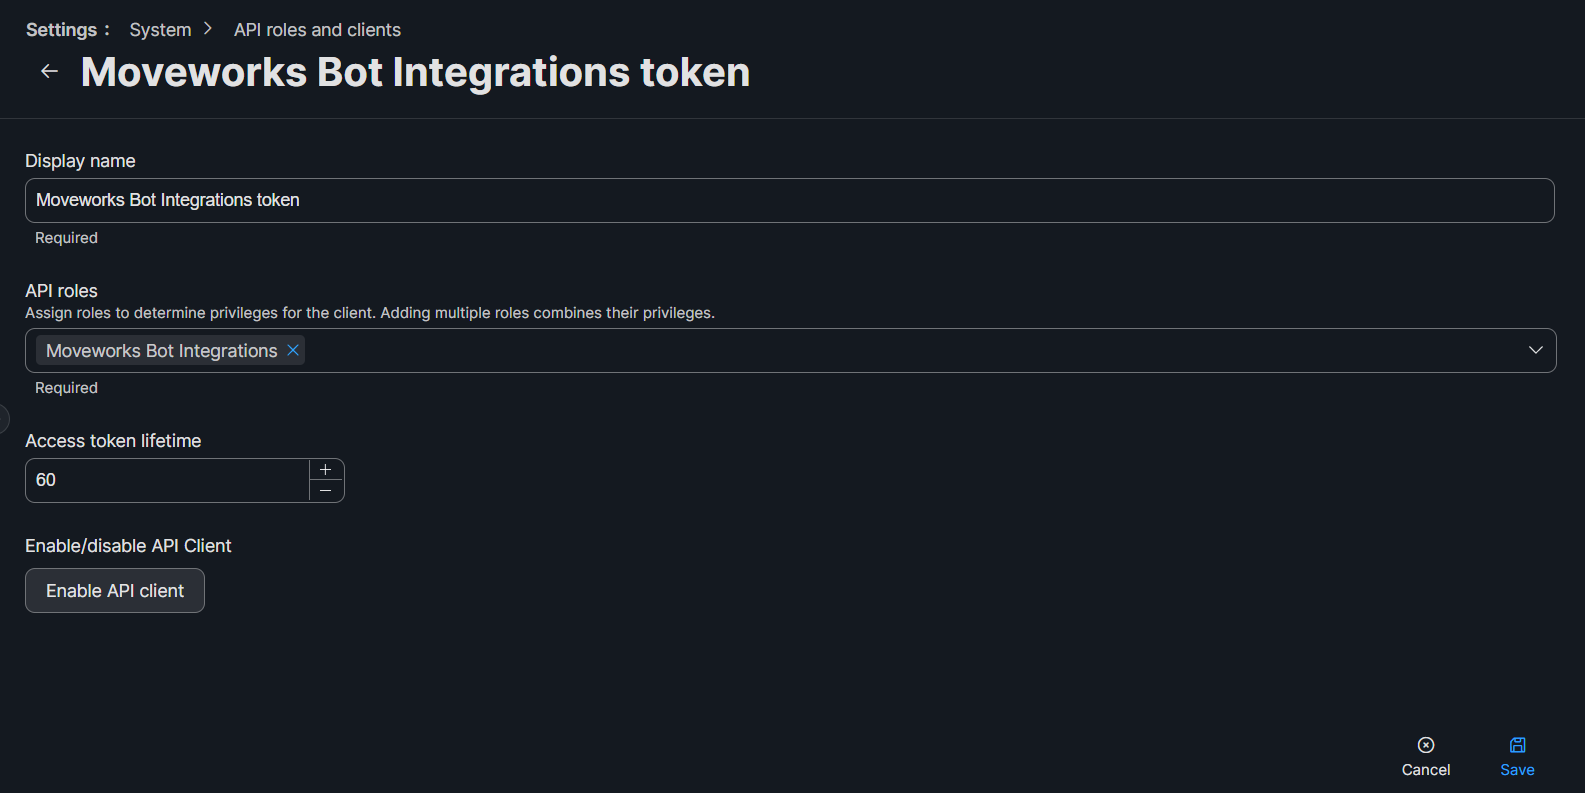 Settings : System > API roles and clients
Moveworks Bot Integrations token
Display name
Moveworks Bot Integrations token
Required
API roles
Assign roles to determine privileges for the client. Adding multiple roles combines their privileges.
Moveworks Bot Integrations
Required
Access token lifetime
60
Enable/disable API Client
Enable API client
Cancel Save